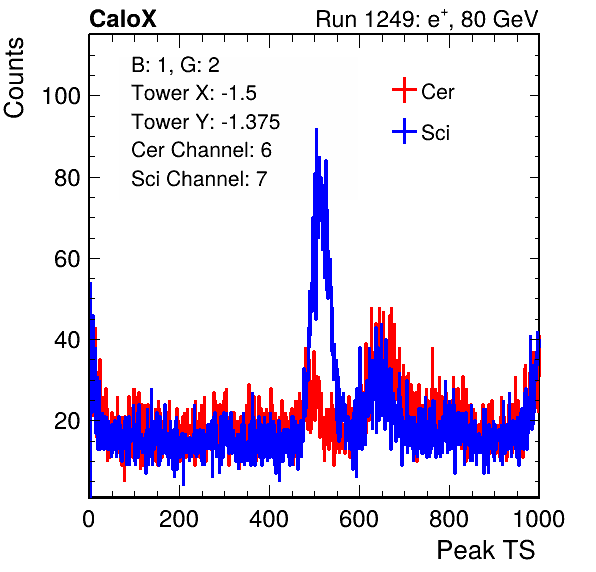 CaloX Run 1249: e⁺, 80 GeV
B: 1, G: 2
Tower X: -1.5
Tower Y: -1.375
Cer Channel: 6
Sci Channel: 7
Cer
Sci
Counts
100
80
60
40
20
0 200 400 600 800 1000
Peak TS